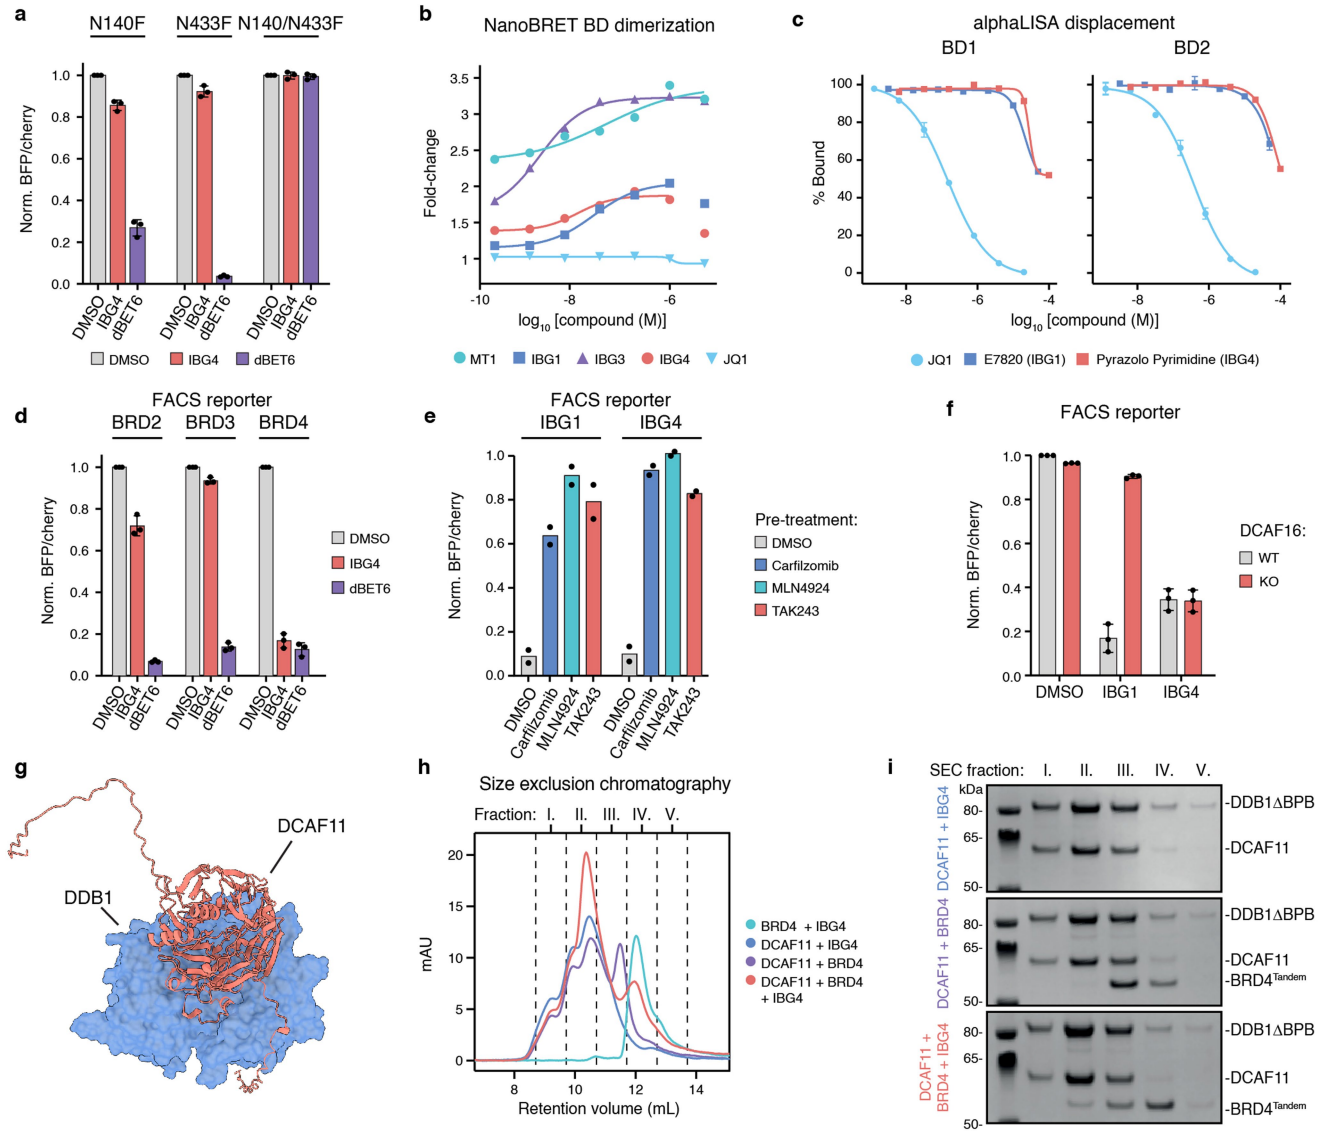 a
N140F N433F N140/N433F
Norm. BFP/cherry
1.0
0.8
0.6
0.4
0.2
0.0
DMSO IBG4 dBET6 DMSO IBG4 dBET6 DMSO IBG4 dBET6
DMSO IBG4 dBET6
b
NanoBRET BD dimerization
Fold-change
3.5
3
2.5
2
1.5
1
-10 -8 -6
log10 [compound (M)]
MT1 IBG1 IBG3 IBG4 JQ1
c
alphaLISA displacement
BD1 BD2
% Bound
100
80
60
40
20
0
-8 -6 -4 -8 -6 -4
log10 [compound (M)]
JQ1 E7820 (IBG1) Pyrazolo Pyrimidine (IBG4)
d
FACS reporter
BRD2 BRD3 BRD4
Norm. BFP/cherry
1.0
0.8
0.6
0.4
0.2
0.0
DMSO IBG4 dBET6 DMSO IBG4 dBET6 DMSO IBG4 dBET6
DMSO
IBG4
dBET6
e
FACS reporter
IBG1 IBG4
Norm. BFP/cherry
1.0
0.8
0.6
0.4
0.2
0.0
DMSO Carfilzomib MLN4924 TAK243 DMSO Carfilzomib MLN4924 TAK243
Pre-treatment:
DMSO
Carfilzomib
MLN4924
TAK243
f
FACS reporter
Norm. BFP/cherry
1.0
0.8
0.6
0.4
0.2
0.0
DMSO IBG1 IBG4
DCAF16:
WT
KO
g
DCAF11
DDB1
h
Size exclusion chromatography
Fraction: I. II. III. IV. V.
mAU
20
15
10
5
0
8 10 12 14
Retention volume (mL)
BRD4 + IBG4
DCAF11 + IBG4
DCAF11 + BRD4
DCAF11 + BRD4
+ IBG4
i
SEC fraction: I. II. III. IV. V.
kDa
DCAF11 + IBG4
80-
65-
50-
-DDB1ΔBPB
-DCAF11
DCAF11 + BRD4
80-
65-
50-
-DDB1ΔBPB
-DCAF11
-BRD4Tandem
DCAF11 +
BRD4 + IBG4
80-
65-
50-
-DDB1ΔBPB
-DCAF11
-BRD4Tandem